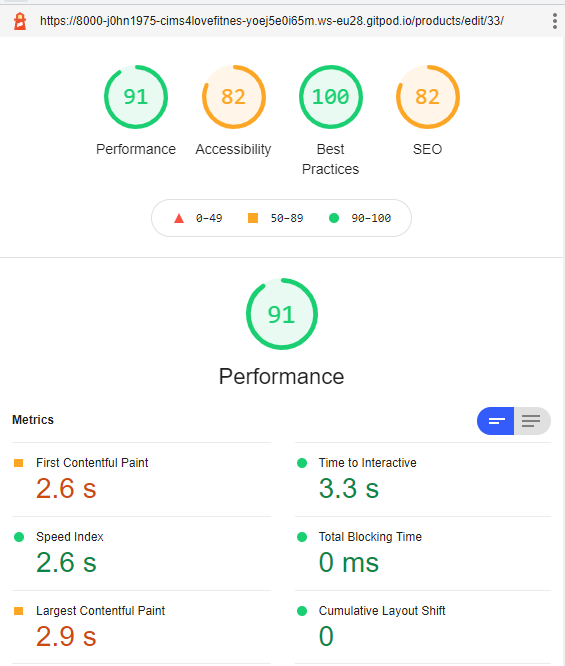 https://8000-j0hn1975-cims4lovefitnes-yoej5e0i65m.ws-eu28.gitpod.io/products/edit/33/
91 82 100 82
Performance Accessibility Best Practices SEO
0–49 50–89 90–100
91
Performance
Metrics
First Contentful Paint
2.6 s
Time to Interactive
3.3 s
Speed Index
2.6 s
Total Blocking Time
0 ms
Largest Contentful Paint
2.9 s
Cumulative Layout Shift
0